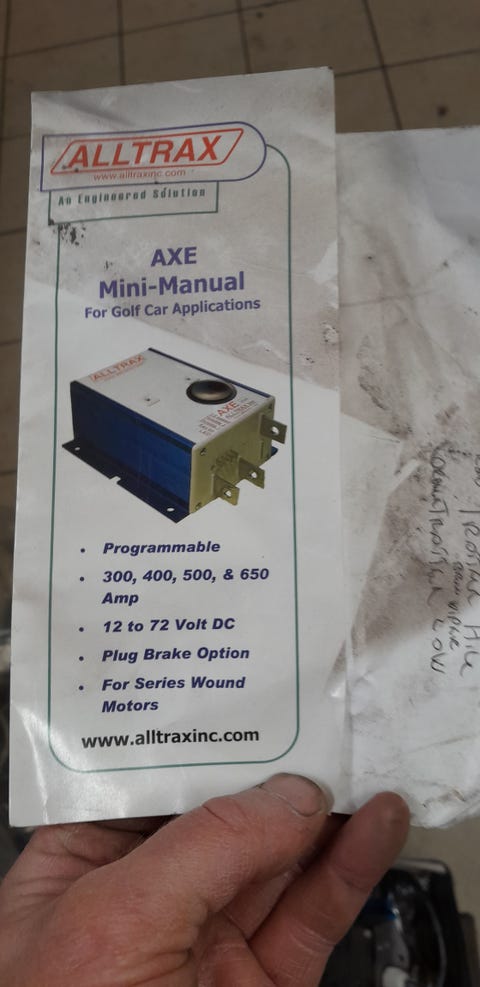 ALLTRAX
www.alltraxinc.com
An Engineered Solution
AXE
Mini-Manual
For Golf Car Applications
ALLTRAX
AXE
• Programmable
• 300, 400, 500, & 650
Amp
• 12 to 72 Volt DC
• Plug Brake Option
• For Series Wound
Motors
www.alltraxinc.com
LOW